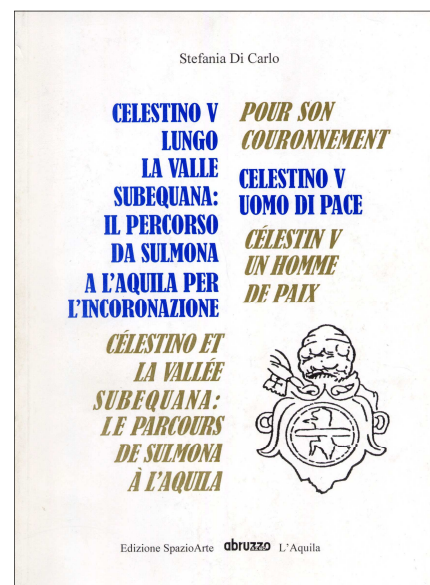 Stefania Di Carlo
CELESTINO V
LUNGO
LA VALLE
SUBEQUANA:
IL PERCORSO
DA SULMONA
A L'AQUILA PER
L'INCORONAZIONE
CÉLESTINO ET
LA VALLÉE
SUBEQUANA:
LE PARCOURS
DE SULMONA
À L'AQUILA
POUR SON
COURONNEMENT
CELESTINO V
UOMO DI PACE
CÉLESTIN V
UN HOMME
DE PAIX
Edizione SpazioArte abruzzo L'Aquila